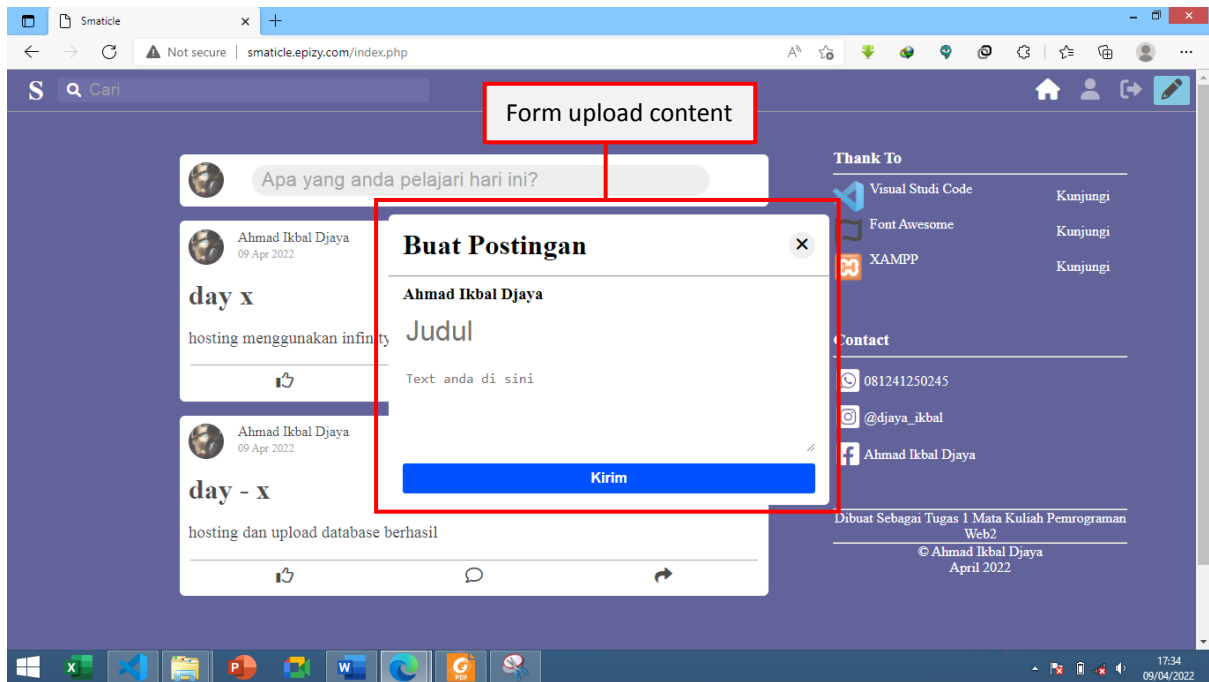 Smaticle
Not secure | smaticle.epizy.com/index.php
S Cari
Form upload content
Apa yang anda pelajari hari ini?
Ahmad Ikbal Djaya
09 Apr 2022
day x
hosting menggunakan infinity
Buat Postingan
Ahmad Ikbal Djaya
Judul
Text anda di sini
Kirim
Ahmad Ikbal Djaya
09 Apr 2022
day - x
hosting dan upload database berhasil
Thank To
Visual Studi Code Kunjungi
Font Awesome Kunjungi
XAMPP Kunjungi
Contact
081241250245
@djaya_ikbal
Ahmad Ikbal Djaya
Dibuat Sebagai Tugas 1 Mata Kuliah Pemrograman
Web2
© Ahmad Ikbal Djaya
April 2022
17:34
09/04/2022